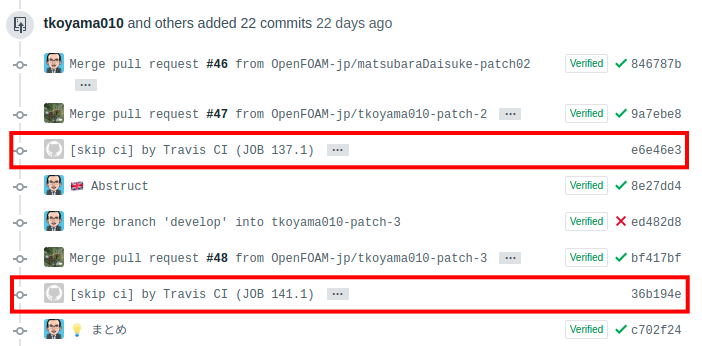 tkoyama010 and others added 22 commits 22 days ago
Merge pull request #46 from OpenFOAM-jp/matsubaraDaisuke-patch02 Verified 846787b
...
Merge pull request #47 from OpenFOAM-jp/tkoyama010-patch-2 ... Verified 9a7ebe8
[skip ci] by Travis CI (JOB 137.1) ... e6e46e3
🇬🇧 Abstruct Verified 8e27dd4
Merge branch 'develop' into tkoyama010-patch-3 Verified ed482d8
Merge pull request #48 from OpenFOAM-jp/tkoyama010-patch-3 ... Verified bf417bf
[skip ci] by Travis CI (JOB 141.1) ... 36b194e
💡 まとめ Verified c702f24